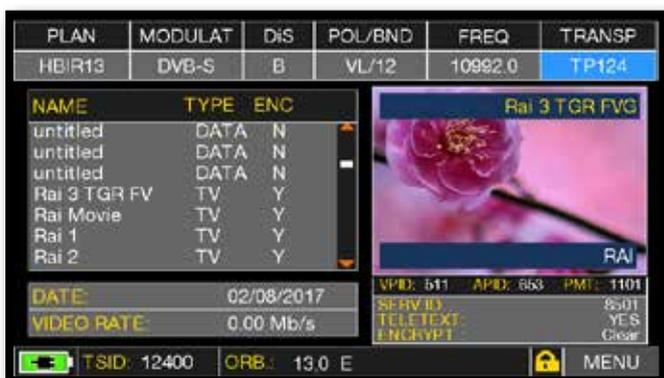 PLAN MODULAT DiS POL/BND FREQ TRANSP
HBIR13 DVB-S B VL/12 10992.0 TP124
NAME TYPE ENC
untitled DATA N
untitled DATA N
untitled DATA N
Rai 3 TGR FV TV Y
Rai Movie TV Y
Rai 1 TV Y
Rai 2 TV Y
Rai 3 TGR FVG
RAI
VPID: 511 APID: 653 PMT: 1101
DATE: 02/08/2017
VIDEO RATE: 0.00 Mb/s
SERV ID: 8501
TELETEXT: YES
ENCRYPT: Clear
TSID: 12400 ORB.: 13.0 E MENU